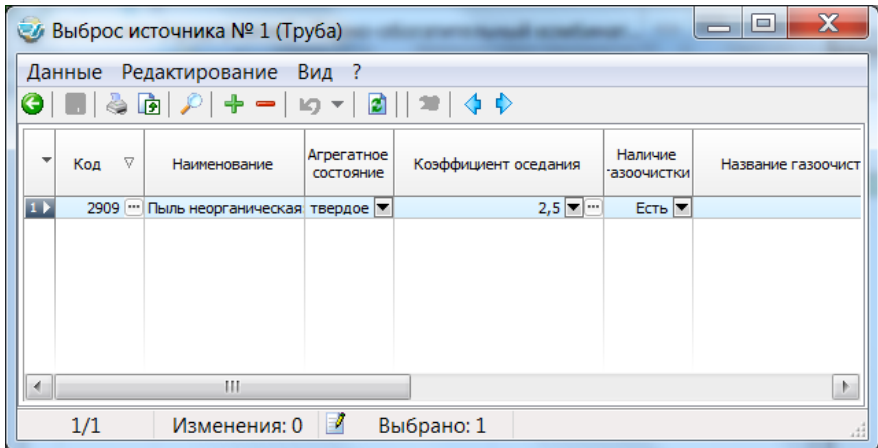 Выброс источника № 1 (Труба)
Данные Редактирование Вид ?
Код Наименование Агрегатное состояние Коэффициент оседания Наличие газоочистки Название газоочист
1 2909 Пыль неорганическая твердое 2,5 Есть
1/1 Изменения: 0 Выбрано: 1